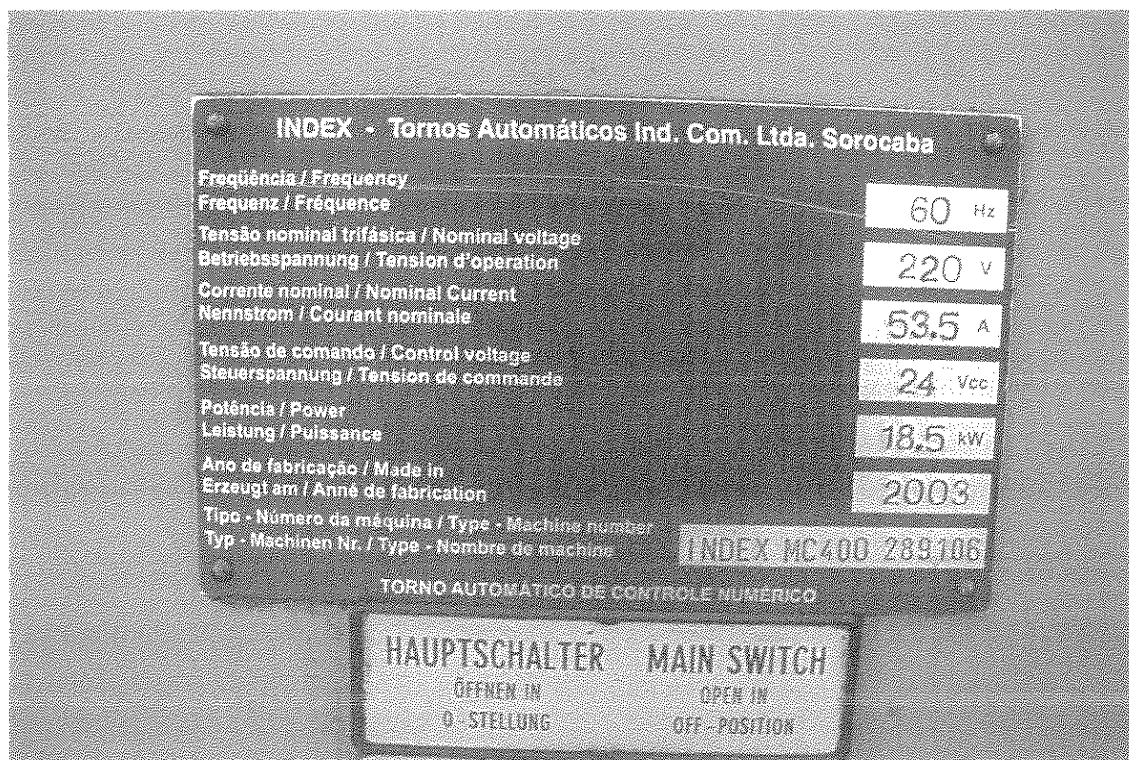 INDEX - Tornos Automáticos Ind. Com. Ltda. Sorocaba
Freqüência / Frequency
Frequenz / Fréquence
60 Hz
Tensão nominal trifásica / Nominal voltage
Betriebsspannung / Tension d'operation
220 V
Corrente nominal / Nominal Current
Nennstrom / Courant nominale
53.5 A
Tensão de comando / Control voltage
Steuerspannung / Tension de commande
24 Vcc
Potência / Power
Leistung / Puissance
18.5 kW
Ano de fabricação / Made in
Erzeugt am / Anné de fabrication
2003
Tipo - Número da máquina / Type - Machine number
Typ - Machinen Nr. / Type - Nombre de machine
INDEX MC400 289106
TORNO AUTOMÁTICO DE CONTROLE NUMÉRICO
HAUPTSCHALTER MAIN SWITCH
ÖFFNEN IN OPEN IN
0 STELLUNG OFF - POSITION